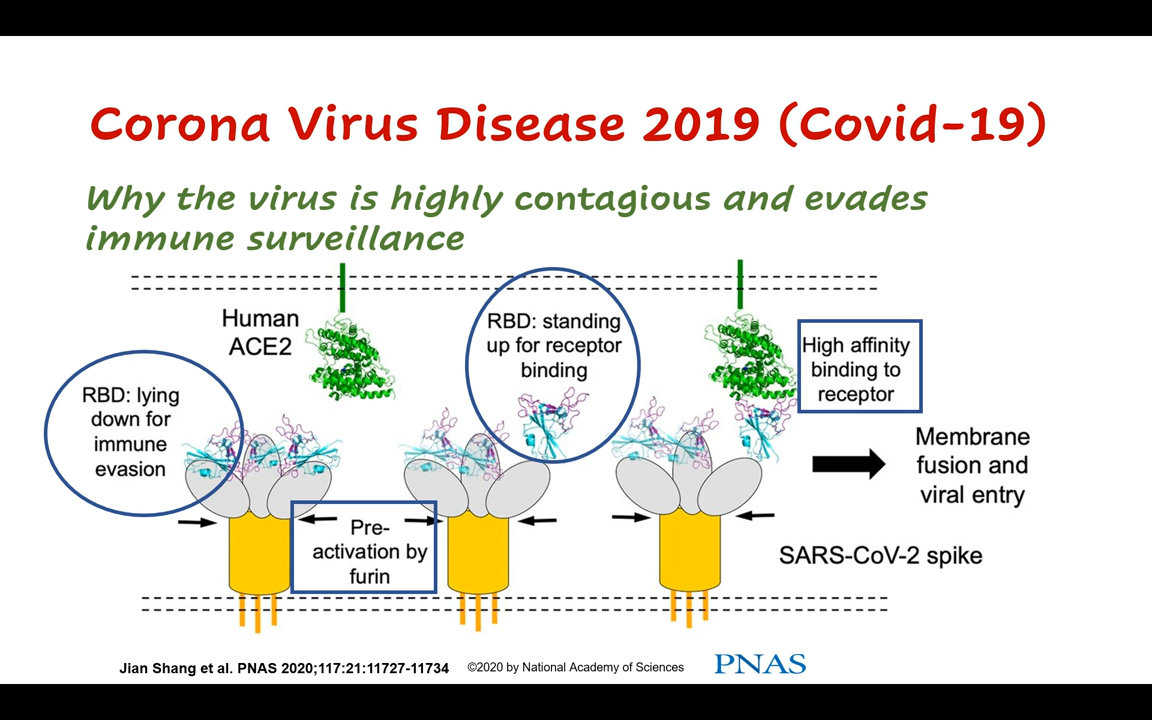 Corona Virus Disease 2019 (Covid-19)
Why the virus is highly contagious and evades
immune surveillance
Human
ACE2
RBD: lying
down for
immune
evasion
Pre-
activation by
furin
RBD: standing
up for receptor
binding
High affinity
binding to
receptor
Membrane
fusion and
viral entry
SARS-CoV-2 spike
Jian Shang et al. PNAS 2020;117:21:11727-11734
©2020 by National Academy of Sciences
PNAS